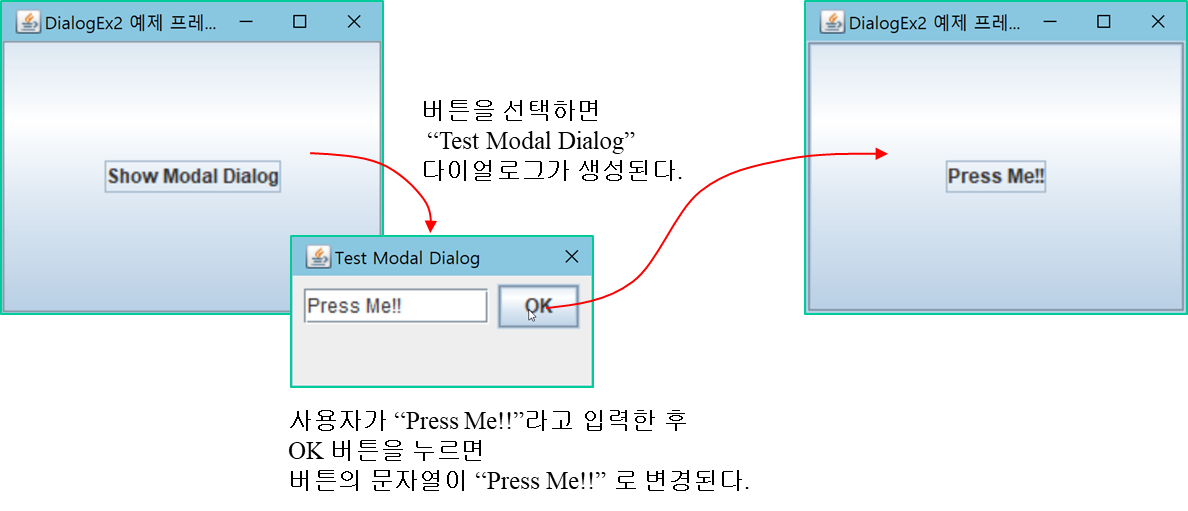 DialogEx2 예제 프레...
Show Modal Dialog
버튼을 선택하면
“Test Modal Dialog”
다이얼로그가 생성된다.
DialogEx2 예제 프레...
Press Me!!
Test Modal Dialog
Press Me!!
OK
사용자가 “Press Me!!”라고 입력한 후
OK 버튼을 누르면
버튼의 문자열이 “Press Me!!” 로 변경된다.